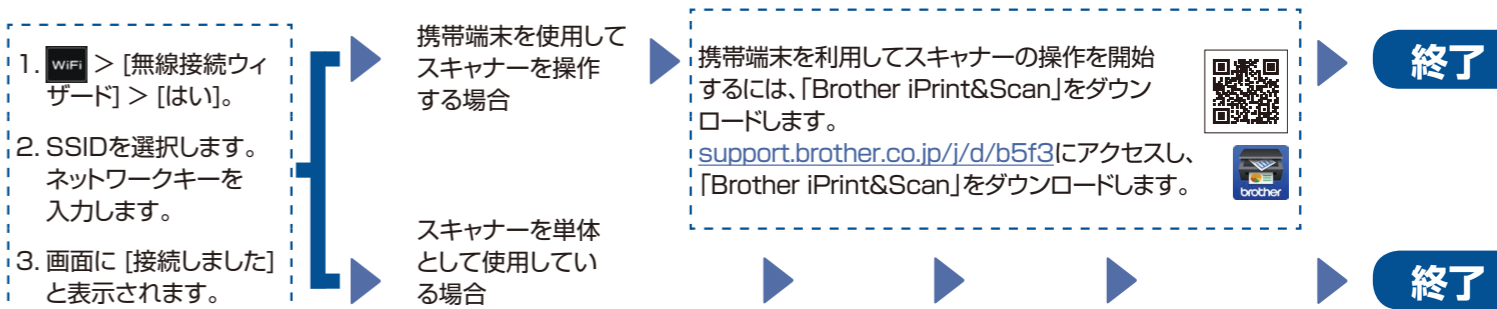 1. WiFi > [無線接続ウィ
ザード] > [はい]。
2. SSIDを選択します。
ネットワークキーを
入力します。
3. 画面に [接続しました]
と表示されます。
携帯端末を使用して
スキャナーを操作
する場合
携帯端末を利用してスキャナーの操作を開始
するには、「Brother iPrint&Scan」をダウン
ロードします。
support.brother.co.jp/j/d/b5f3にアクセスし、
「Brother iPrint&Scan」をダウンロードします。
brother
終了
スキャナーを単体
として使用してい
る場合
終了